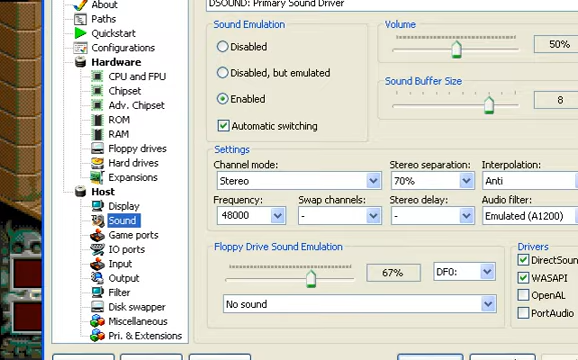 About
Paths
Quickstart
Configurations
Hardware
CPU and FPU
Chipset
Adv. Chipset
ROM
RAM
Floppy drives
Hard drives
Expansions
Host
Display
Sound
Game ports
IO ports
Input
Output
Filter
Disk swapper
Miscellaneous
Pri. & Extensions
DSOUND: Primary Sound Driver
Sound Emulation
Disabled
Disabled, but emulated
Enabled
Automatic switching
Volume
50%
Sound Buffer Size
8
Settings
Channel mode: Stereo separation: Interpolation:
Stereo 70% Anti
Frequency: Swap channels: Stereo delay: Audio filter:
48000 - - Emulated (A1200)
Floppy Drive Sound Emulation
67% DF0:
No sound
Drivers
DirectSoun
WASAPI
OpenAL
PortAudio